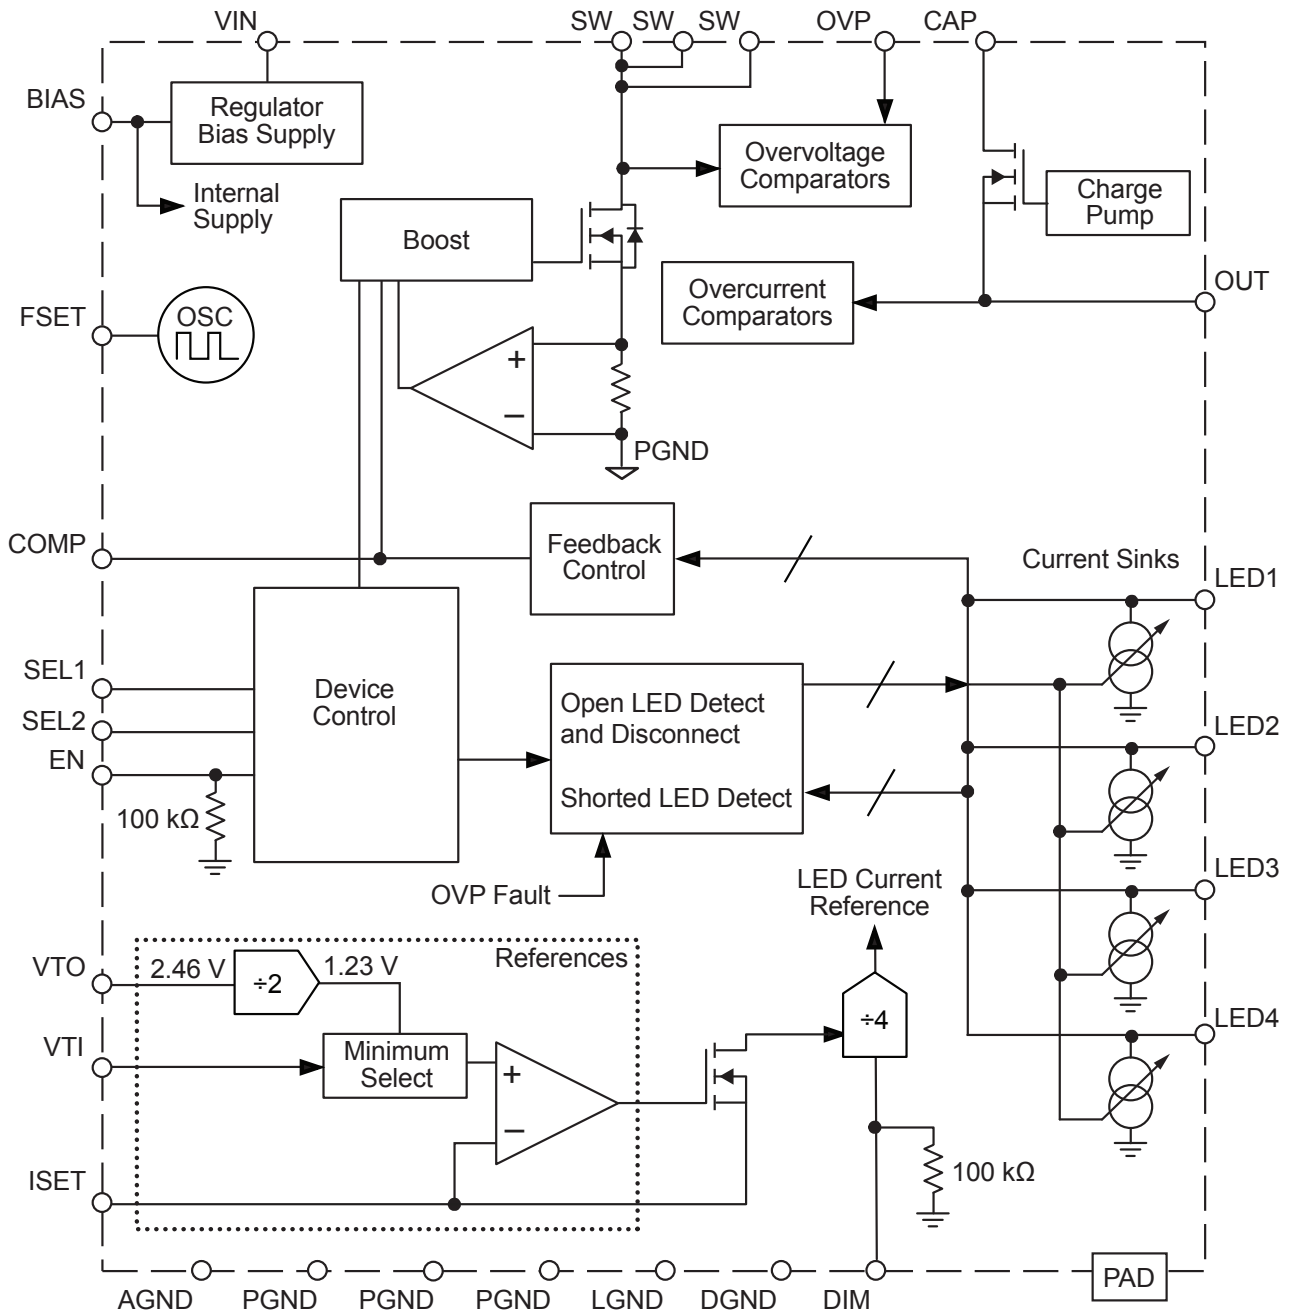 VIN
SW SW SW
OVP
CAP
BIAS
Regulator
Bias Supply
Overvoltage
Comparators
Internal
Supply
Charge
Pump
Boost
OUT
FSET
OSC
Overcurrent
Comparators
+
−
PGND
COMP
Feedback
Control
Current Sinks
LED1
SEL1
SEL2
EN
Device
Control
Open LED Detect
and Disconnect
Shorted LED Detect
LED2
100 kΩ
OVP Fault
LED Current
Reference
LED3
References
VTO
2.46 V
÷2
1.23 V
÷4
LED4
VTI
Minimum
Select
+
−
ISET
100 kΩ
PAD
AGND
PGND
PGND
PGND
LGND
DGND
DIM